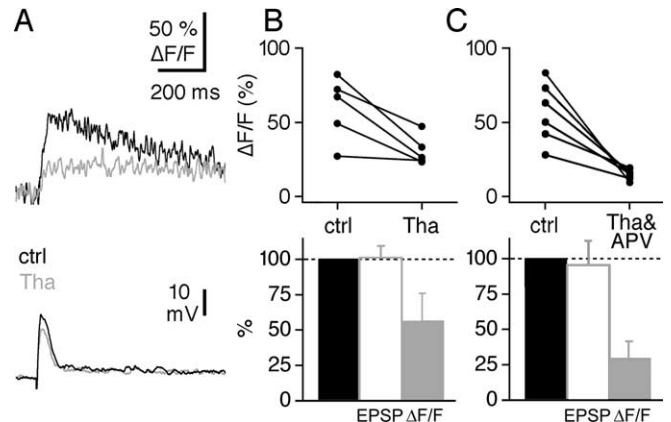 A
50 %
ΔF/F
200 ms
ctrl
Tha
10
mV
B
ΔF/F (%)
100
50
0
ctrl
Tha
%
100
75
50
25
0
EPSP ΔF/F
C
100
50
0
ctrl
Tha&
APV
100
75
50
25
0
EPSP ΔF/F